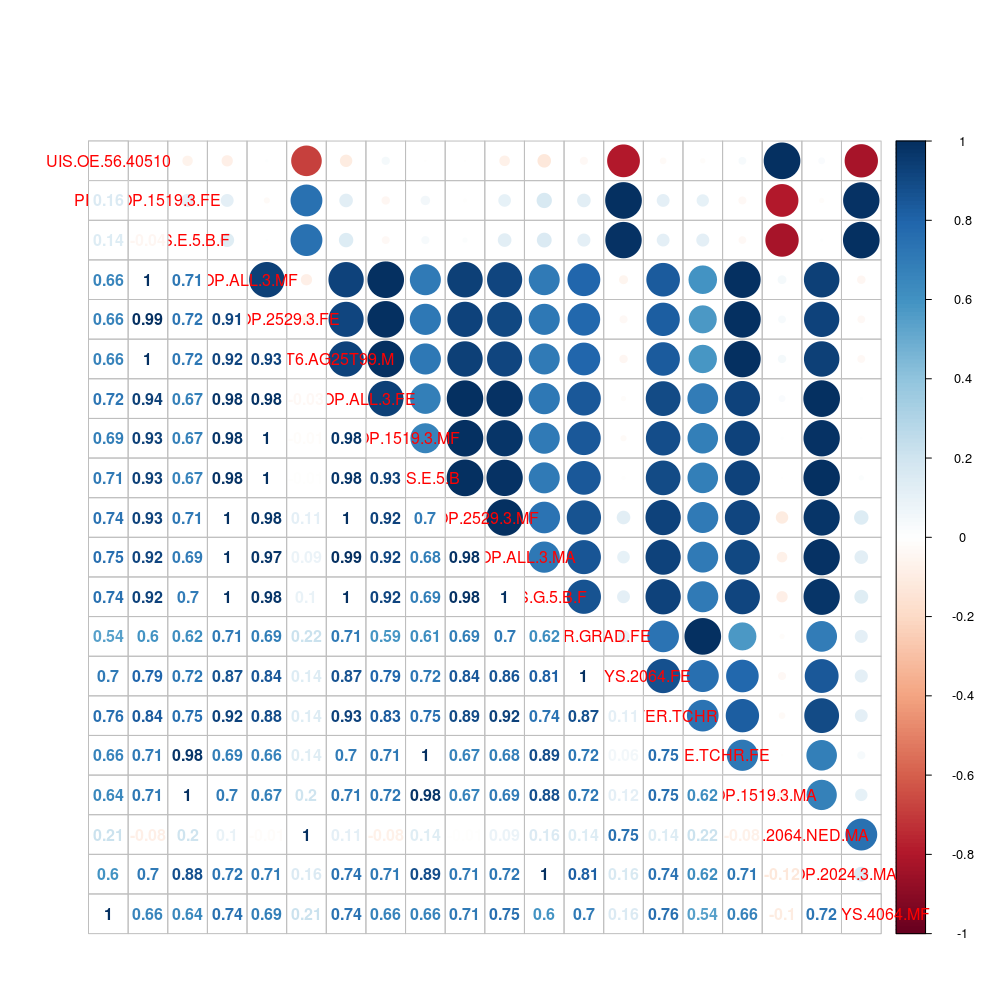 UIS.OE.56.40510
0.16 OP.1519.3.FE
0.14 -0.04 S.E.5.B.F
0.66 1 0.71 OP.ALL.3.MF
0.66 0.99 0.72 0.91 OP.2529.3.FE
0.66 1 0.72 0.92 0.93 T6.AG25T99.M
0.72 0.94 0.67 0.98 0.98 -0.03 OP.ALL.3.FE
0.69 0.93 0.67 0.98 1 0.98 OP.1519.3.MF
0.71 0.93 0.67 0.98 1 0.98 0.93 S.E.5.B
0.74 0.93 0.71 1 0.98 0.11 1 0.92 0.7 OP.2529.3.MF
0.75 0.92 0.69 1 0.97 0.09 0.99 0.92 0.68 0.98 OP.ALL.3.MA
0.74 0.92 0.7 1 0.98 0.1 1 0.92 0.69 0.98 1 S.G.5.B.F
0.54 0.6 0.62 0.71 0.69 0.22 0.71 0.59 0.61 0.69 0.7 0.62 R.GRAD.FE
0.7 0.79 0.72 0.87 0.84 0.14 0.87 0.79 0.72 0.84 0.86 0.81 1 YS.2064.FE
0.76 0.84 0.75 0.92 0.88 0.14 0.93 0.83 0.75 0.89 0.92 0.74 0.87 0.11 ER.TCHR
0.66 0.71 0.98 0.69 0.66 0.14 0.7 0.71 1 0.67 0.68 0.89 0.72 0.06 0.75 E.TCHR.FE
0.64 0.71 1 0.7 0.67 0.2 0.71 0.72 0.98 0.67 0.69 0.88 0.72 0.12 0.75 0.62 OP.1519.3.MA
0.21 -0.08 0.2 0.1 1 0.11 -0.08 0.14 0.09 0.16 0.14 0.75 0.14 0.22 -0.08 .2064.NED.MA
0.6 0.7 0.88 0.72 0.71 0.16 0.74 0.71 0.89 0.71 0.72 1 0.81 0.16 0.74 0.62 0.71 -0.12 OP.2024.3.MA
1 0.66 0.64 0.74 0.69 0.21 0.74 0.66 0.66 0.71 0.75 0.6 0.7 0.16 0.76 0.54 0.66 -0.1 0.72 YS.4064.MF
1
0.8
0.6
0.4
0.2
0
-0.2
-0.4
-0.6
-0.8
-1